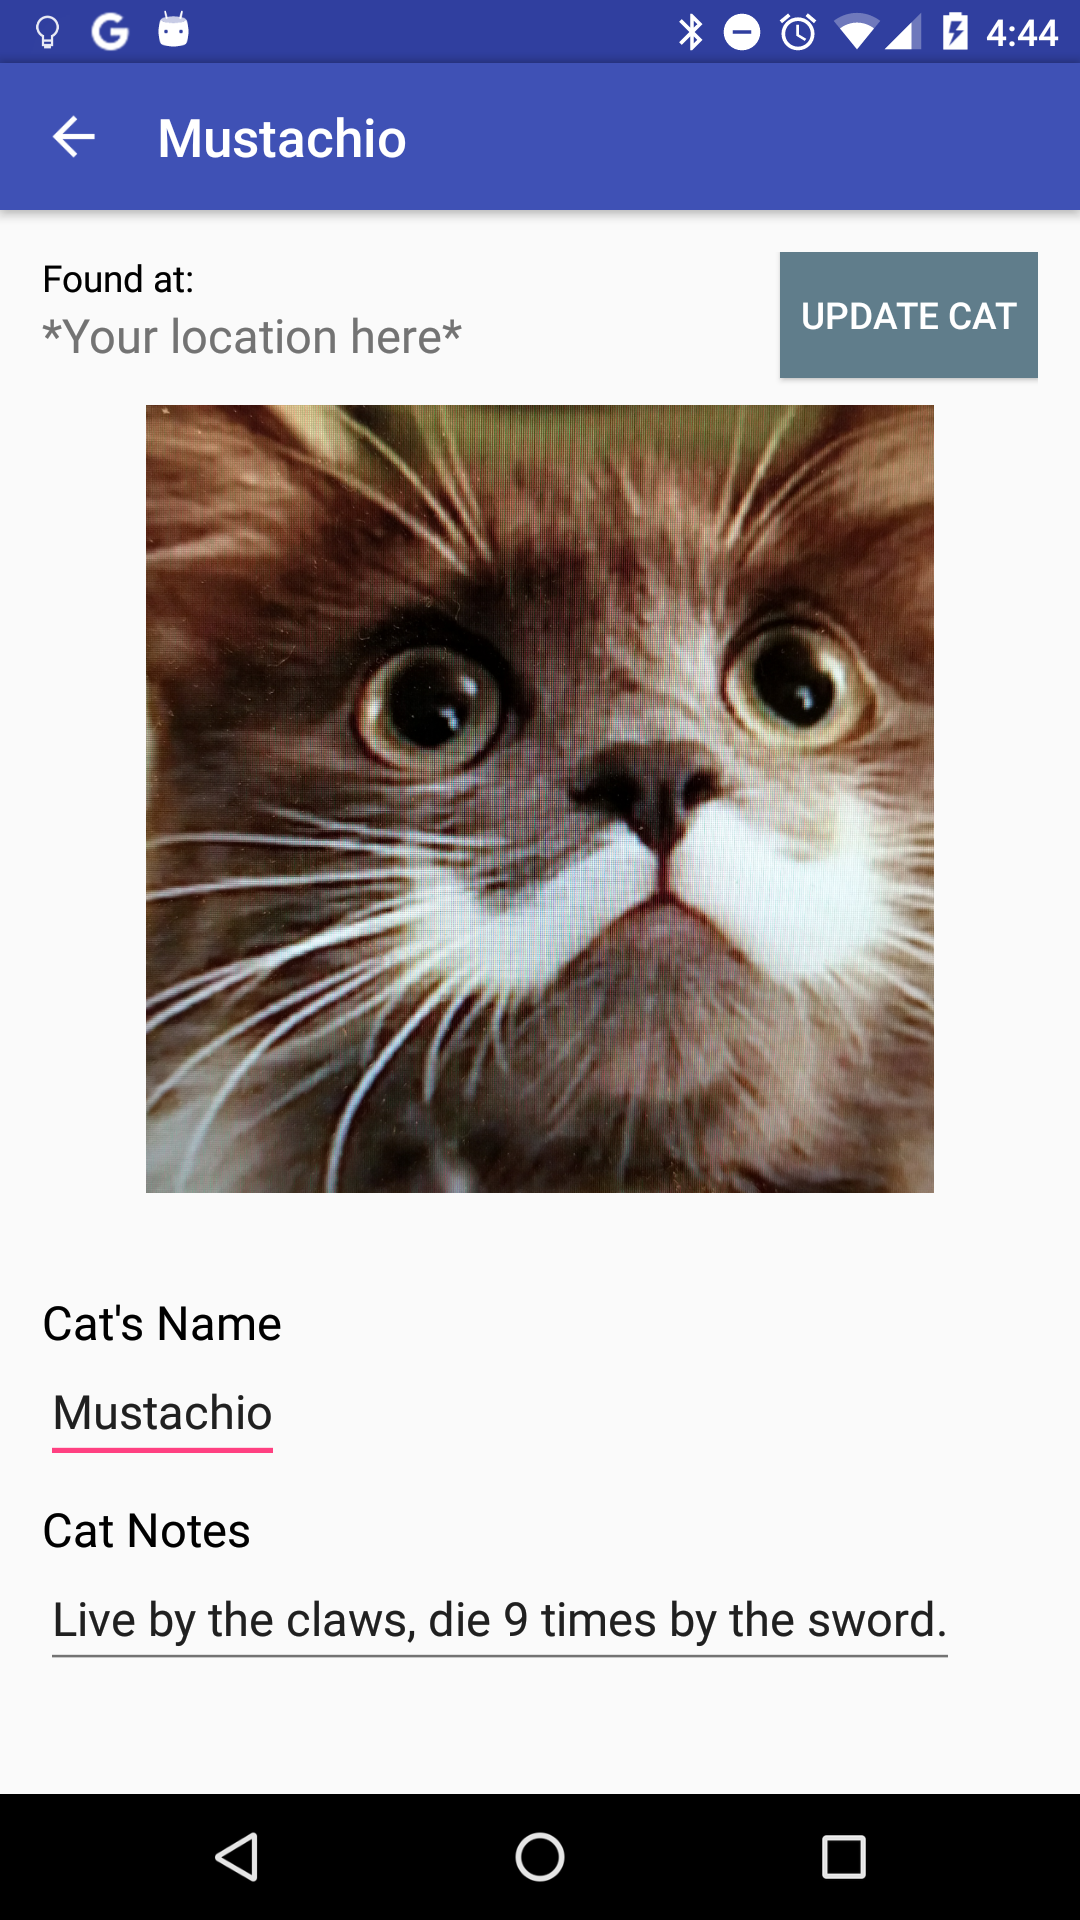 4:44
Mustachio
Found at:
*Your location here*
UPDATE CAT
Cat's Name
Mustachio
Cat Notes
Live by the claws, die 9 times by the sword.